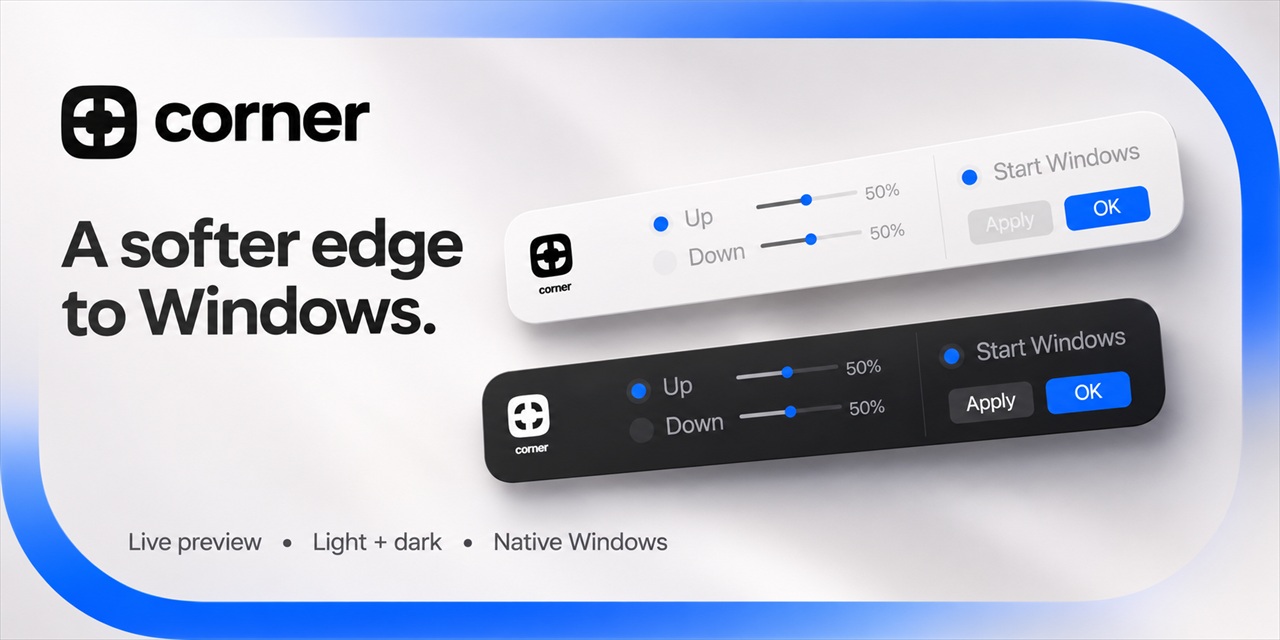 corner
A softer edge
to Windows.
corner
Up 50%
Down 50%
Start Windows
Apply OK
corner
Up 50%
Down 50%
Start Windows
Apply OK
Live preview • Light + dark • Native Windows